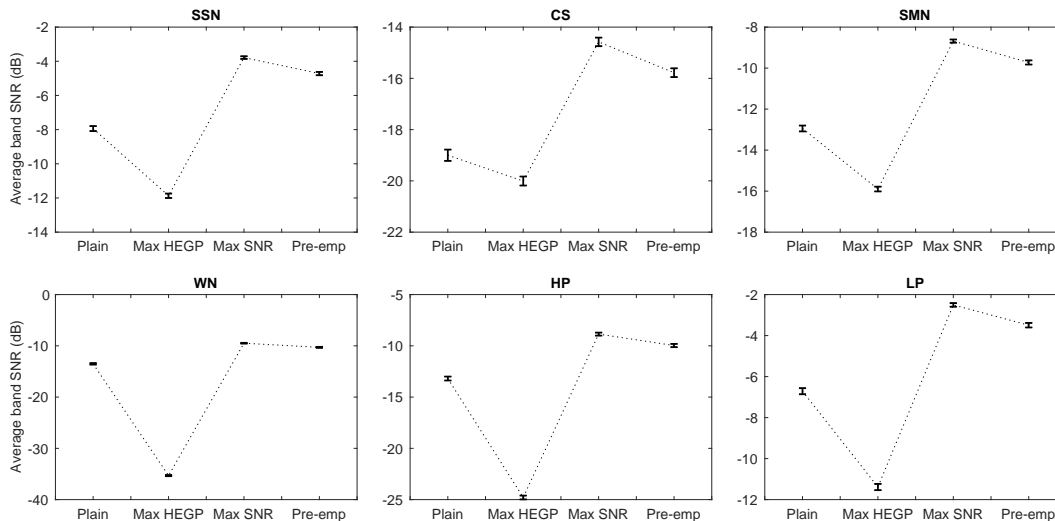 SSN
CS
SMN
Average band SNR (dB)
-2
-4
-6
-8
-10
-12
-14
Plain Max HEGP Max SNR Pre-emp
-14
-16
-18
-20
-22
Plain Max HEGP Max SNR Pre-emp
-8
-10
-12
-14
-16
-18
Plain Max HEGP Max SNR Pre-emp
WN
HP
LP
Average band SNR (dB)
0
-10
-20
-30
-40
Plain Max HEGP Max SNR Pre-emp
-5
-10
-15
-20
-25
Plain Max HEGP Max SNR Pre-emp
-2
-4
-6
-8
-10
-12
Plain Max HEGP Max SNR Pre-emp